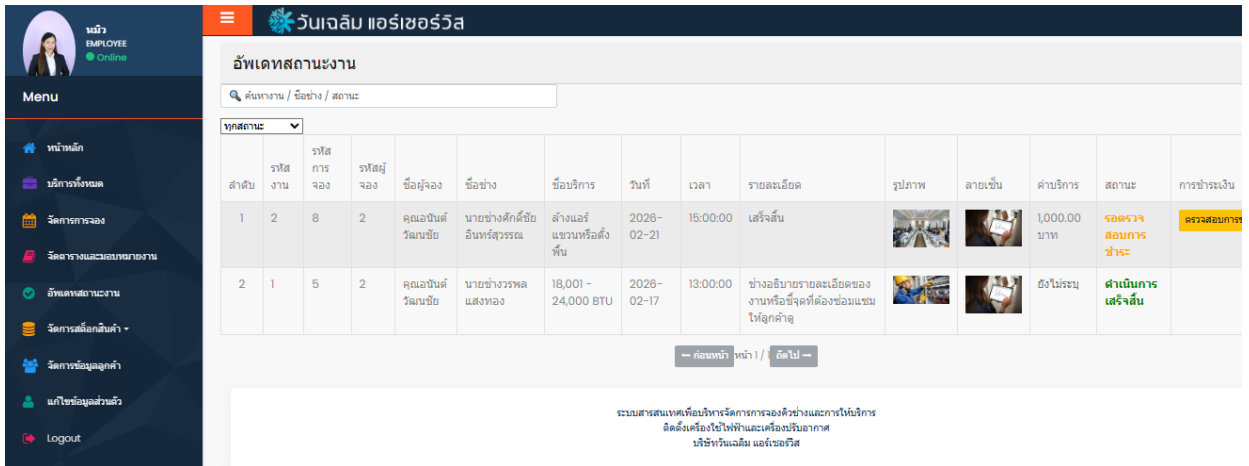 หมิว
EMPLOYEE
Online
Menu
หน้าหลัก
บริการทั้งหมด
จัดการการจอง
จัดตารางและมอบหมายงาน
อัพเดทสถานะงาน
จัดการสต็อกสินค้า
จัดการข้อมูลลูกค้า
แก้ไขข้อมูลส่วนตัว
Logout
วันเฉลิม แอร์เซอร์วิส
อัพเดทสถานะงาน
ค้นหางาน / ชื่อช่าง / สถานะ
ทุกสถานะ
ลำดับ รหัสงาน รหัสการจอง รหัสผู้จอง ชื่อผู้จอง ชื่อช่าง ชื่อบริการ วันที่ เวลา รายละเอียด รูปภาพ ลายเซ็น ค่าบริการ สถานะ การชำระเงิน
1 2 8 2 คุณอนันต์ วัฒนชัย นายช่างศักดิ์ชัย อินทร์สุวรรณ ล้างแอร์แขวนหรือตั้งพื้น 2026-02-21 15:00:00 เสร็จสิ้น 1,000.00 บาท รอตรวจสอบการชำระ ตรวจสอบการช
2 1 5 2 คุณอนันต์ วัฒนชัย นายช่างวรพล แสงทอง 18,001 - 24,000 BTU 2026-02-17 13:00:00 ช่างอธิบายรายละเอียดของงานหรือชี้จุดที่ต้องซ่อมแซมให้ลูกค้าดู ยังไม่ระบุ ดำเนินการเสร็จสิ้น
← ก่อนหน้า หน้า 1 / 1 ถัดไป →
ระบบสารสนเทศเพื่อบริหารจัดการการจองคิวช่างและการให้บริการ
ติดตั้งเครื่องใช้ไฟฟ้าและเครื่องปรับอากาศ
บริษัทวันเฉลิม แอร์เซอร์วิส